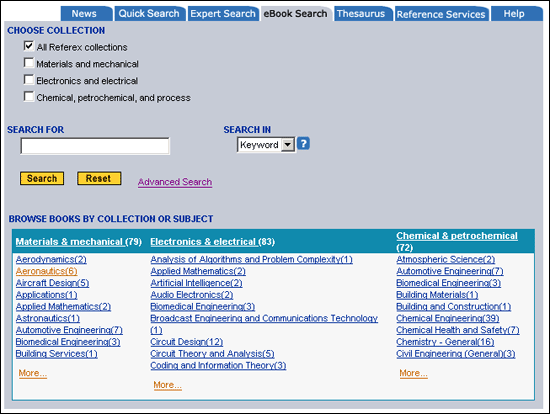 News Quick Search Expert Search eBook Search Thesaurus Reference Services Help
CHOOSE COLLECTION
All Referex collections
Materials and mechanical
Electronics and electrical
Chemical, petrochemical, and process
SEARCH FOR SEARCH IN
Keyword ?
Search Reset Advanced Search
BROWSE BOOKS BY COLLECTION OR SUBJECT
Materials & mechanical (79)
Aerodynamics(2)
Aeronautics(6)
Aircraft Design(5)
Applications(1)
Applied Mathematics(2)
Astronautics(1)
Automotive Engineering(7)
Biomedical Engineering(3)
Building Services(1)
More...
Electronics & electrical (83)
Analysis of Algorithms and Problem Complexity(1)
Applied Mathematics(2)
Artificial Intelligence(2)
Audio Electronics(2)
Biomedical Engineering(3)
Broadcast Engineering and Communications Technology
(1)
Circuit Design(12)
Circuit Theory and Analysis(5)
Coding and Information Theory(3)
More...
Chemical & petrochemical
(72)
Atmospheric Science(2)
Automotive Engineering(7)
Biomedical Engineering(3)
Building Materials(1)
Building and Construction(1)
Chemical Engineering(39)
Chemical Health and Safety(7)
Chemistry - General(16)
Civil Engineering (General)(3)
More...